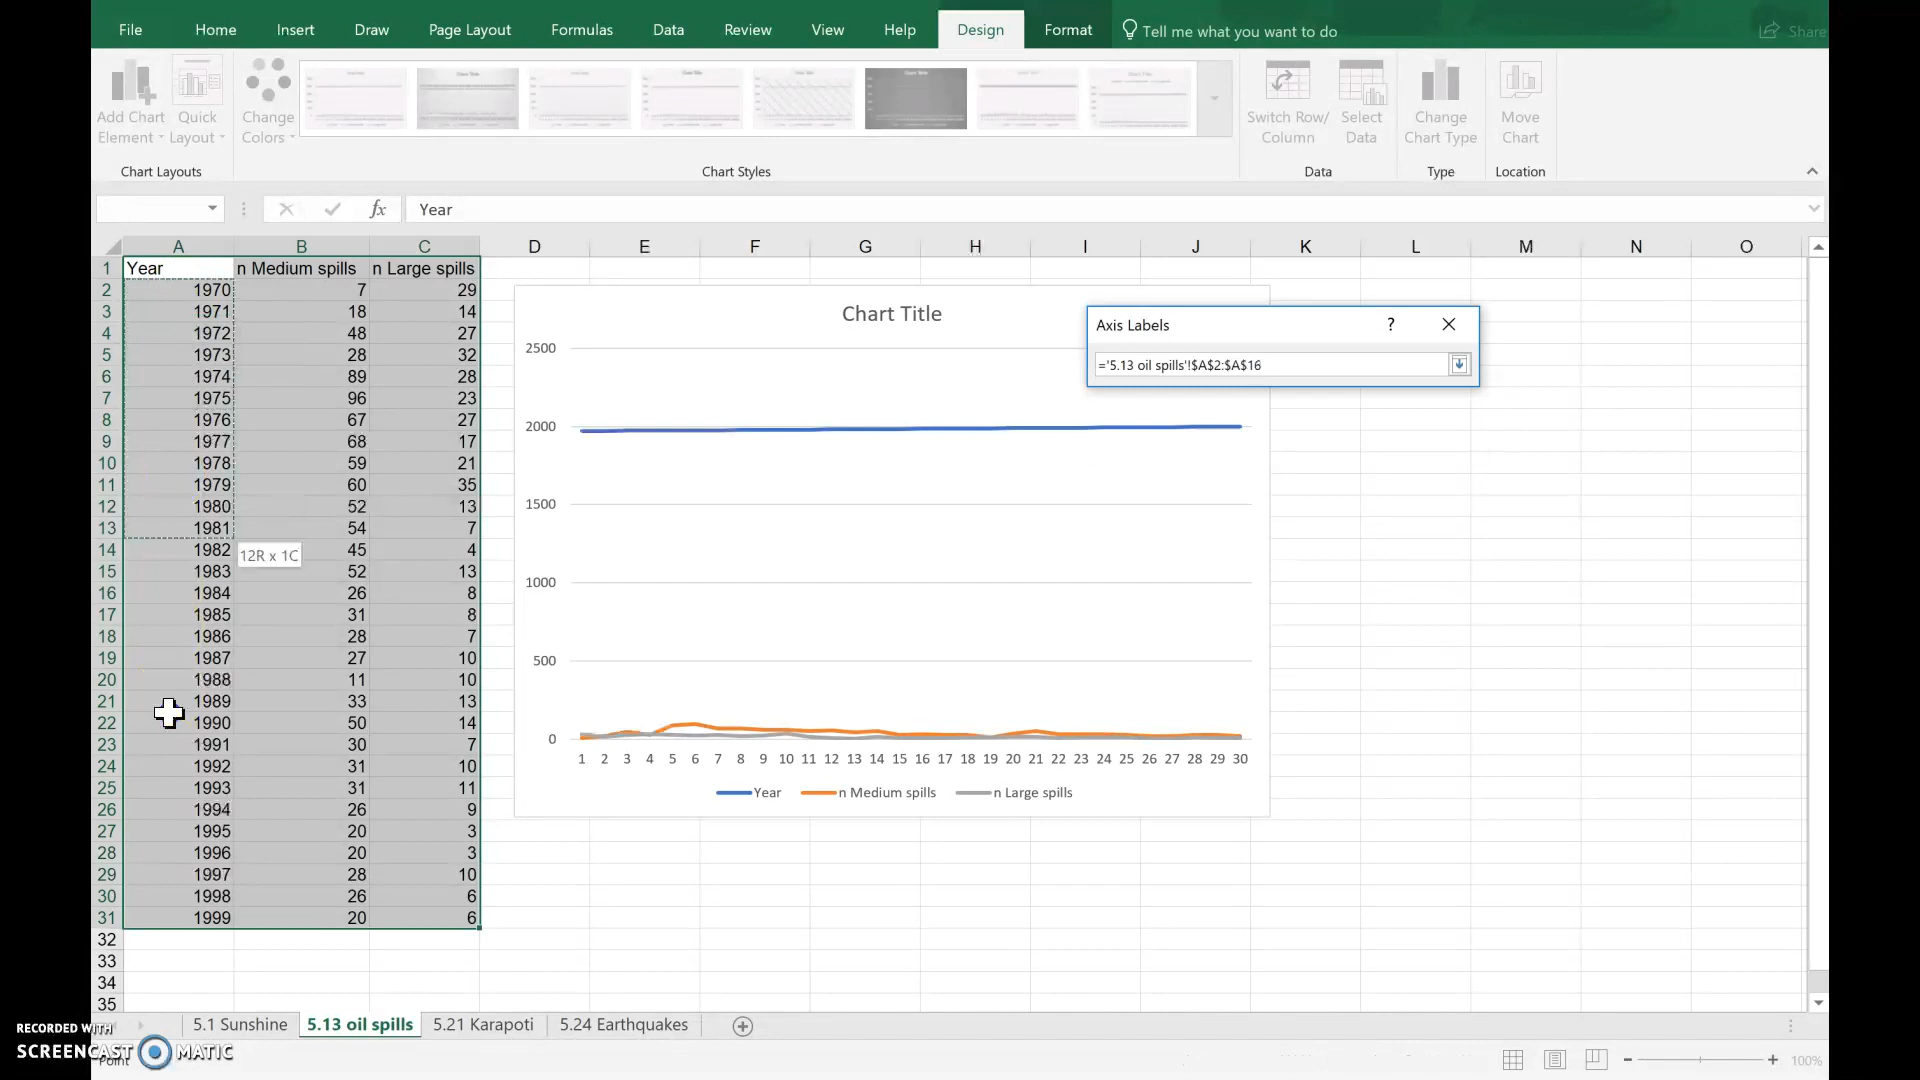 File Home Insert Draw Page Layout Formulas Data Review View Help Design Format Tell me what you want to do Share
Add Chart Element Quick Layout Change Colors Switch Row/ Column Select Data Change Chart Type Move Chart
Chart Layouts Chart Styles Data Type Location
fx Year
A B C D E F G H I J K L M N O
1 Year n Medium spills n Large spills
2 1970 7 29
3 1971 18 14
4 1972 48 27
5 1973 28 32
6 1974 89 28
7 1975 96 23
8 1976 67 27
9 1977 68 17
10 1978 59 21
11 1979 60 35
12 1980 52 13
13 1981 54 7
14 1982 45 4
15 1983 52 13
16 1984 26 8
17 1985 31 8
18 1986 28 7
19 1987 27 10
20 1988 11 10
21 1989 33 13
22 1990 50 14
23 1991 30 7
24 1992 31 10
25 1993 31 11
26 1994 26 9
27 1995 20 3
28 1996 20 3
29 1997 28 10
30 1998 26 6
31 1999 20 6
32
33
34
35
12R x 1C
Chart Title
2500
2000
1500
1000
500
0
1 2 3 4 5 6 7 8 9 10 11 12 13 14 15 16 17 18 19 20 21 22 23 24 25 26 27 28 29 30
Year n Medium spills n Large spills
Axis Labels ?
='5.13 oil spills'!$A$2:$A$16
5.1 Sunshine 5.13 oil spills 5.21 Karapoti 5.24 Earthquakes
RECORDED WITH
SCREENCAST MATIC
Point
100%